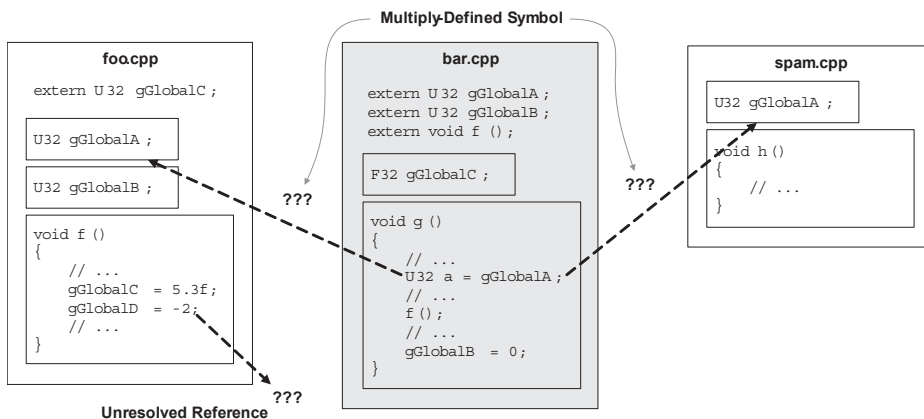 Multiply-Defined Symbol
foo.cpp
extern U32 gGlobalC;
U32 gGlobalA;
U32 gGlobalB;
void f()
{
// ...
gGlobalC = 5.3f;
gGlobalD = -2;
// ...
}
???
Unresolved Reference
???
bar.cpp
extern U32 gGlobalA;
extern U32 gGlobalB;
extern void f();
F32 gGlobalC;
void g()
{
// ...
U32 a = gGlobalA;
// ...
f();
// ...
gGlobalB = 0;
}
???
spam.cpp
U32 gGlobalA;
void h()
{
// ...
}